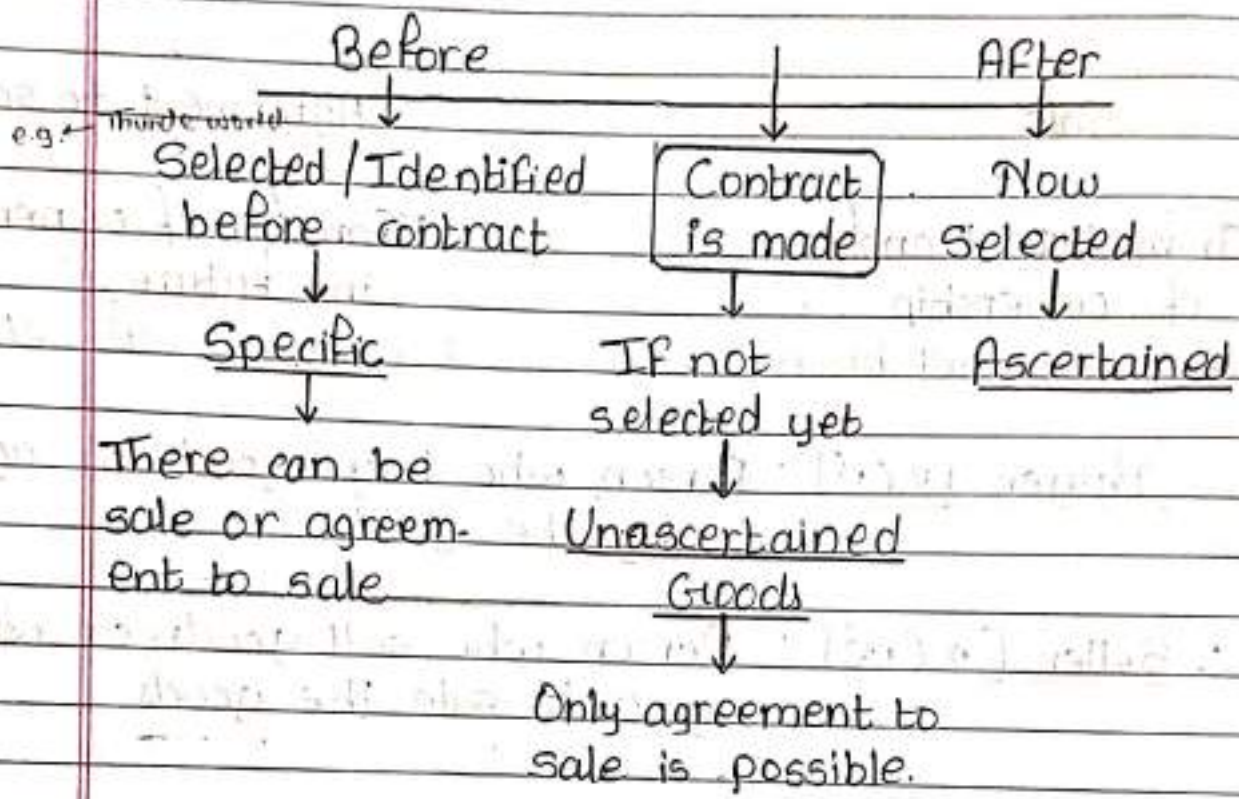 Before
After
e.g.
Selected / Identified
before contract
Contract
is made
Now
Selected
Specific
If not
selected yet
Ascertained
There can be
sale or agreem-
ent to sale
Unascertained
Goods
Only agreement to
sale is possible.